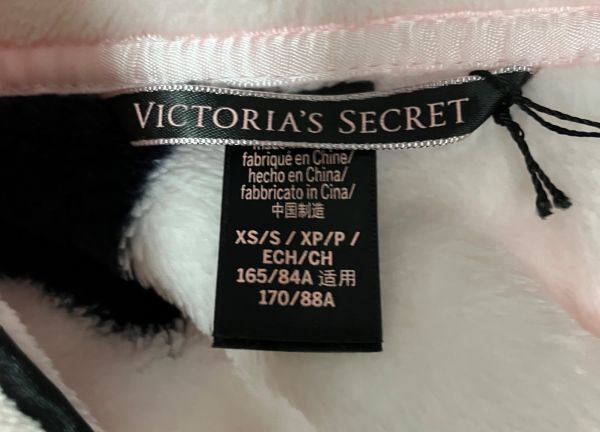 VICTORIA'S SECRET
fabriqué en Chine/
hecho en China/
fabbricato in Cina/
中国制造
XS/S / XP/P /
ECH/CH
165/84A 适用
170/88A